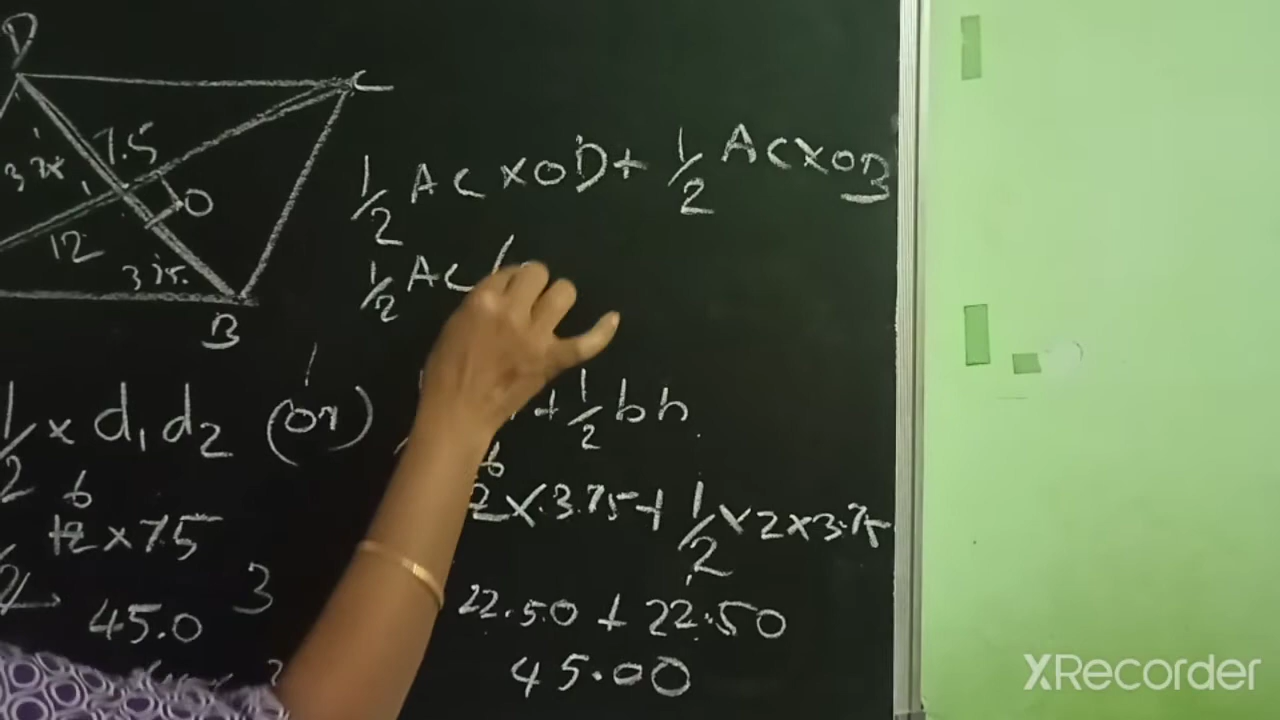 D
C
7.5
3.75
O
12
3.75
B
1/2 AC × OD + 1/2 AC × OB
1/2 AC (
1/2 × d₁ d₂ (or)
+ 1/2 bh
6
12 × 7.5
2
45.0
3
6
2 × 3.75 + 1/2 × 2 × 3.75
22.50 + 22.50
45.00
XRecorder